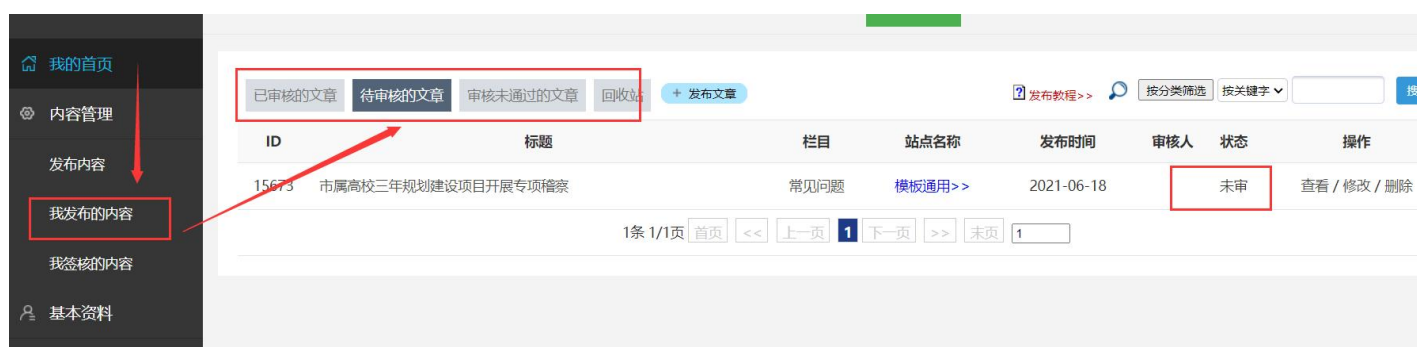 我的首页
内容管理
发布内容
我发布的内容
我签核的内容
基本资料
已审核的文章 待审核的文章 审核未通过的文章 回收站 + 发布文章 发布教程>> 按分类筛选 按关键字
ID 标题 栏目 站点名称 发布时间 审核人 状态 操作
15673 市属高校三年规划建设项目开展专项稽察 常见问题 模板通用>> 2021-06-18 未审 查看 / 修改 / 删除
1条 1/1页 首页 << 上一页 1 下一页 >> 末页 1